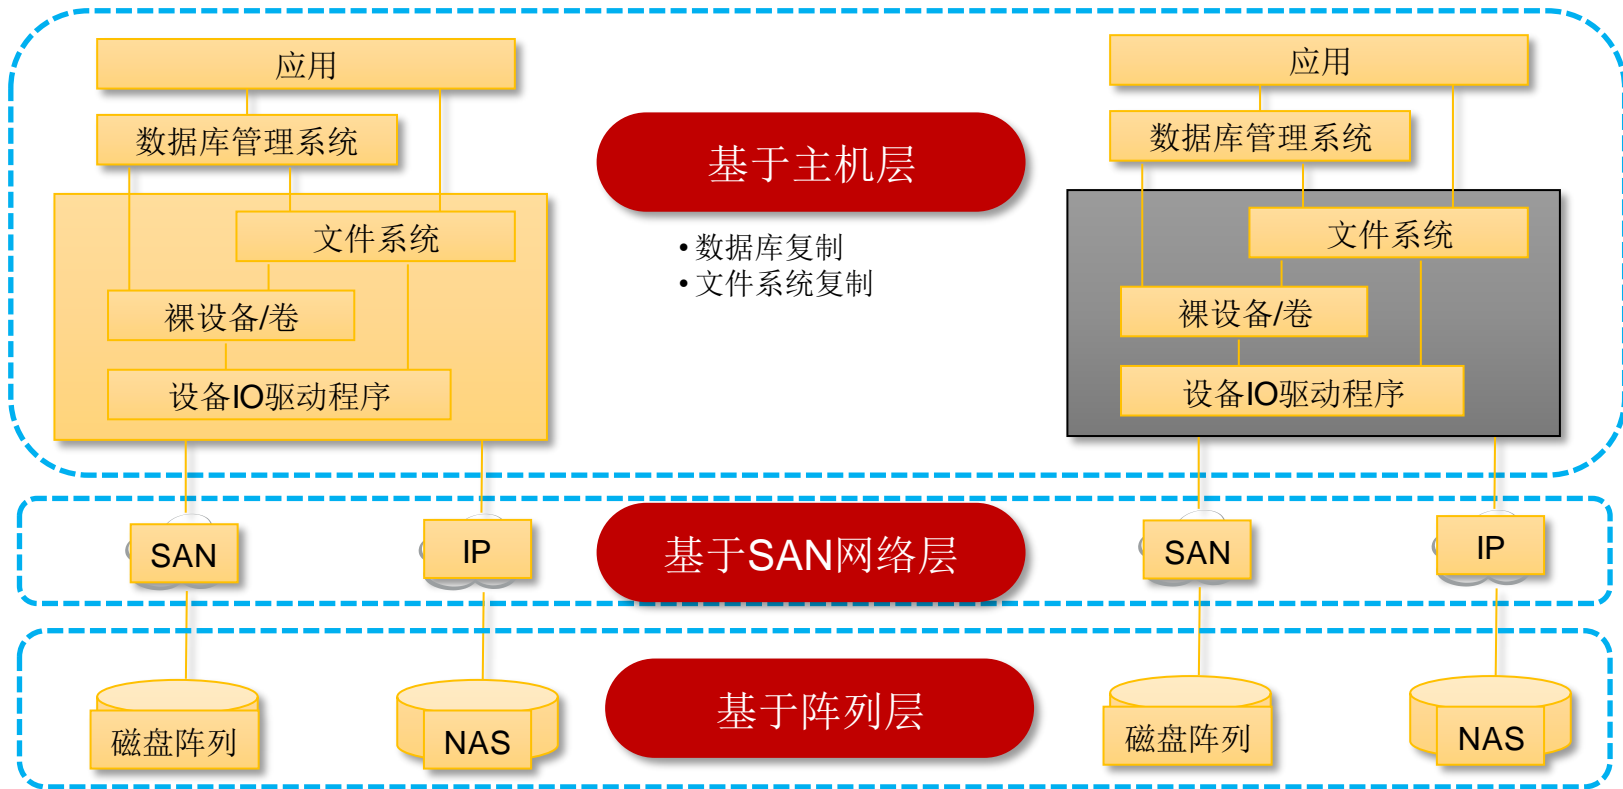 应用
数据库管理系统
文件系统
裸设备/卷
设备IO驱动程序
基于主机层
• 数据库复制
• 文件系统复制
应用
数据库管理系统
文件系统
裸设备/卷
设备IO驱动程序
SAN
IP
基于SAN网络层
SAN
IP
磁盘阵列
NAS
基于阵列层
磁盘阵列
NAS